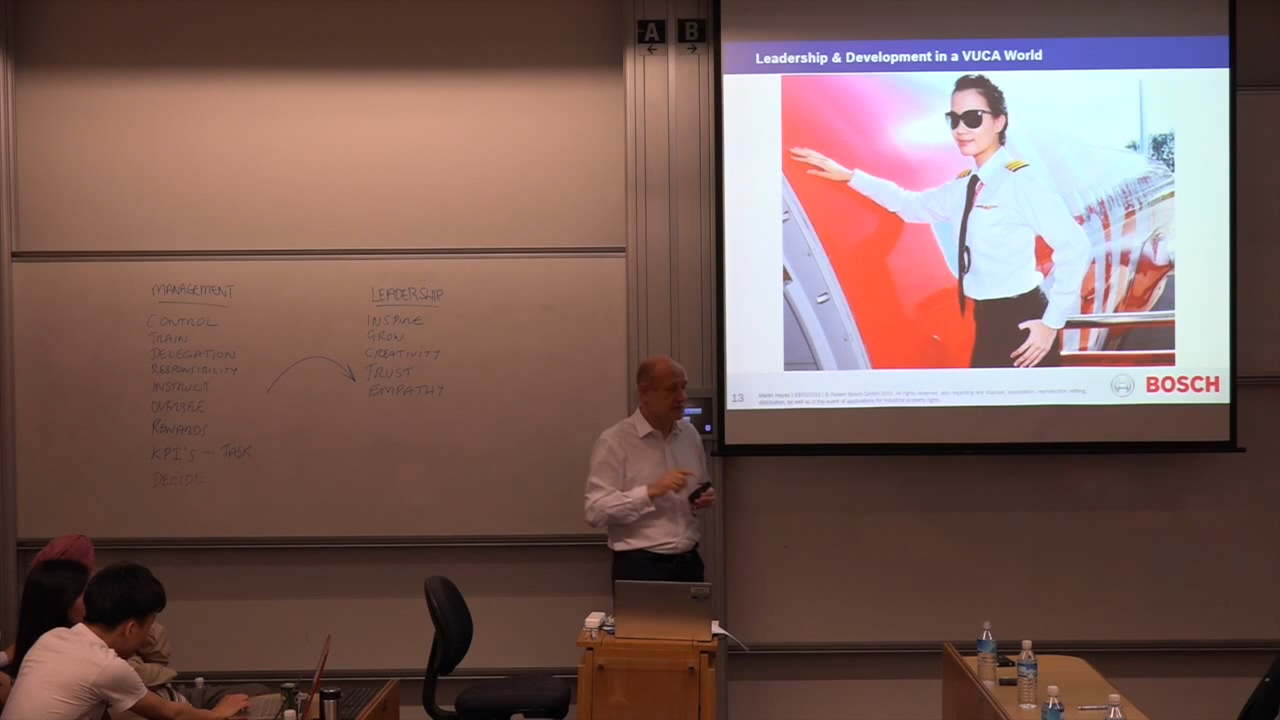 MANAGEMENT
CONTROL
TRAIN
DELEGATION
RESPONSIBILITY
INSTRUCT
OVERSEE
REWARDS
KPI'S – TASK
DECIDE
LEADERSHIP
INSPIRE
GROW
CREATIVITY
TRUST
EMPATHY
A B
← →
Leadership & Development in a VUCA World
13
BOSCH